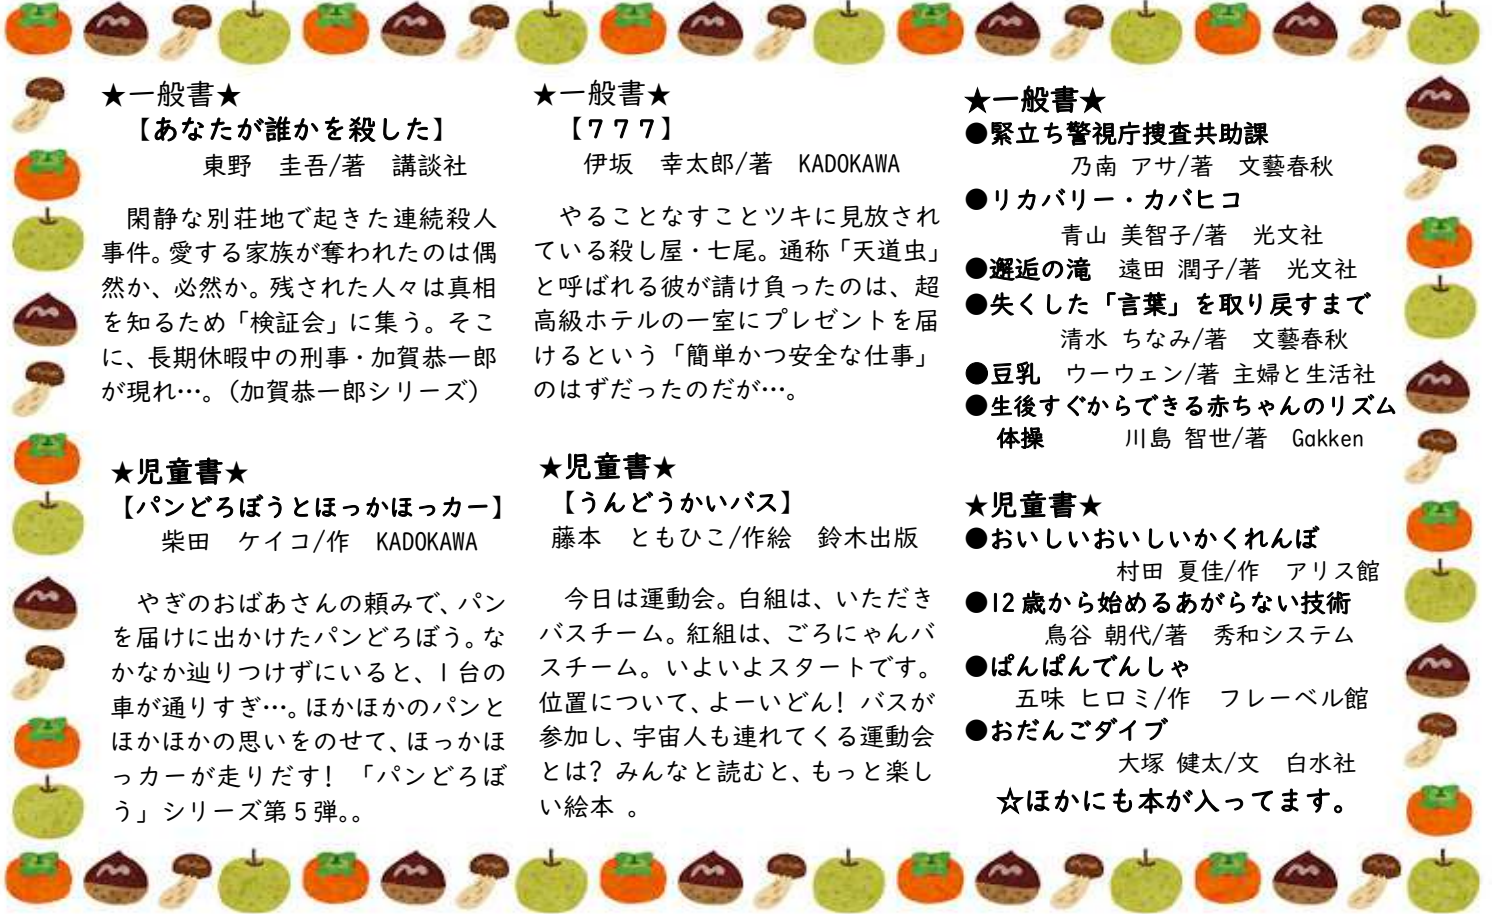 ★一般書★
【あなたが誰かを殺した】
東野　圭吾/著　講談社
閑静な別荘地で起きた連続殺人
事件。愛する家族が奪われたのは偶
然か、必然か。残された人々は真相
を知るため「検証会」に集う。そこ
に、長期休暇中の刑事・加賀恭一郎
が現れ…。（加賀恭一郎シリーズ）
★児童書★
【パンどろぼうとほっかほっカー】
柴田　ケイコ/作　KADOKAWA
やぎのおばあさんの頼みで、パン
を届けに出かけたパンどろぼう。な
かなか辿りつけずにいると、1台の
車が通りすぎ…。ほかほかのパンと
ほかほかの思いをのせて、ほっかほ
っカーが走りだす！「パンどろぼ
う」シリーズ第5弾。。
★一般書★
【７７７】
伊坂　幸太郎/著　KADOKAWA
やることなすことツキに見放され
ている殺し屋・七尾。通称「天道虫」
と呼ばれる彼が請け負ったのは、超
高級ホテルの一室にプレゼントを届
けるという「簡単かつ安全な仕事」
のはずだったのだが…。
★児童書★
【うんどうかいバス】
藤本　ともひこ/作絵　鈴木出版
今日は運動会。白組は、いただき
バスチーム。紅組は、ごろにゃんバ
スチーム。いよいよスタートです。
位置について、よーいどん！バスが
参加し、宇宙人も連れてくる運動会
とは？みんなと読むと、もっと楽し
い絵本 。
★一般書★
●緊立ち警視庁捜査共助課
乃南 アサ/著　文藝春秋
●リカバリー・カバヒコ
青山 美智子/著　光文社
●邂逅の滝　遠田 潤子/著　光文社
●失くした「言葉」を取り戻すまで
清水 ちなみ/著　文藝春秋
●豆乳　ウーウェン/著 主婦と生活社
●生後すぐからできる赤ちゃんのリズム
体操　川島 智世/著　Gakken
★児童書★
●おいしいおいしいかくれんぼ
村田 夏佳/作　アリス館
●12歳から始めるあがらない技術
鳥谷 朝代/著　秀和システム
●ぱんぱんでんしゃ
五味 ヒロミ/作　フレーベル館
●おだんごダイブ
大塚 健太/文　白水社
☆ほかにも本が入ってます。